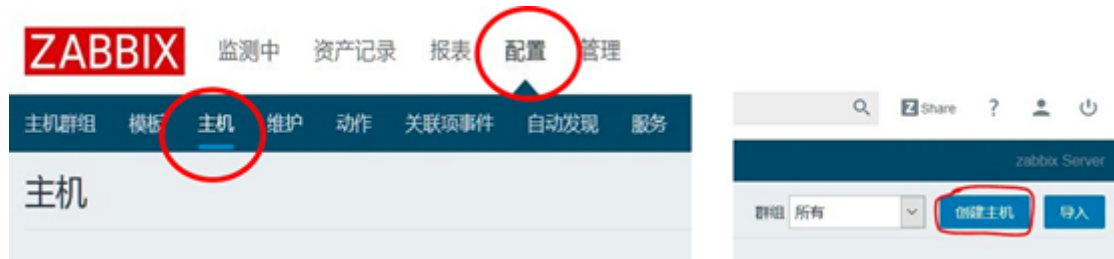 ZABBIX 监测中 资产记录 报表 配置 管理
主机群组 模板 主机 维护 动作 关联项事件 自动发现 服务
主机
Z Share ?
zabbix Server
群组 所有 创建主机 导入